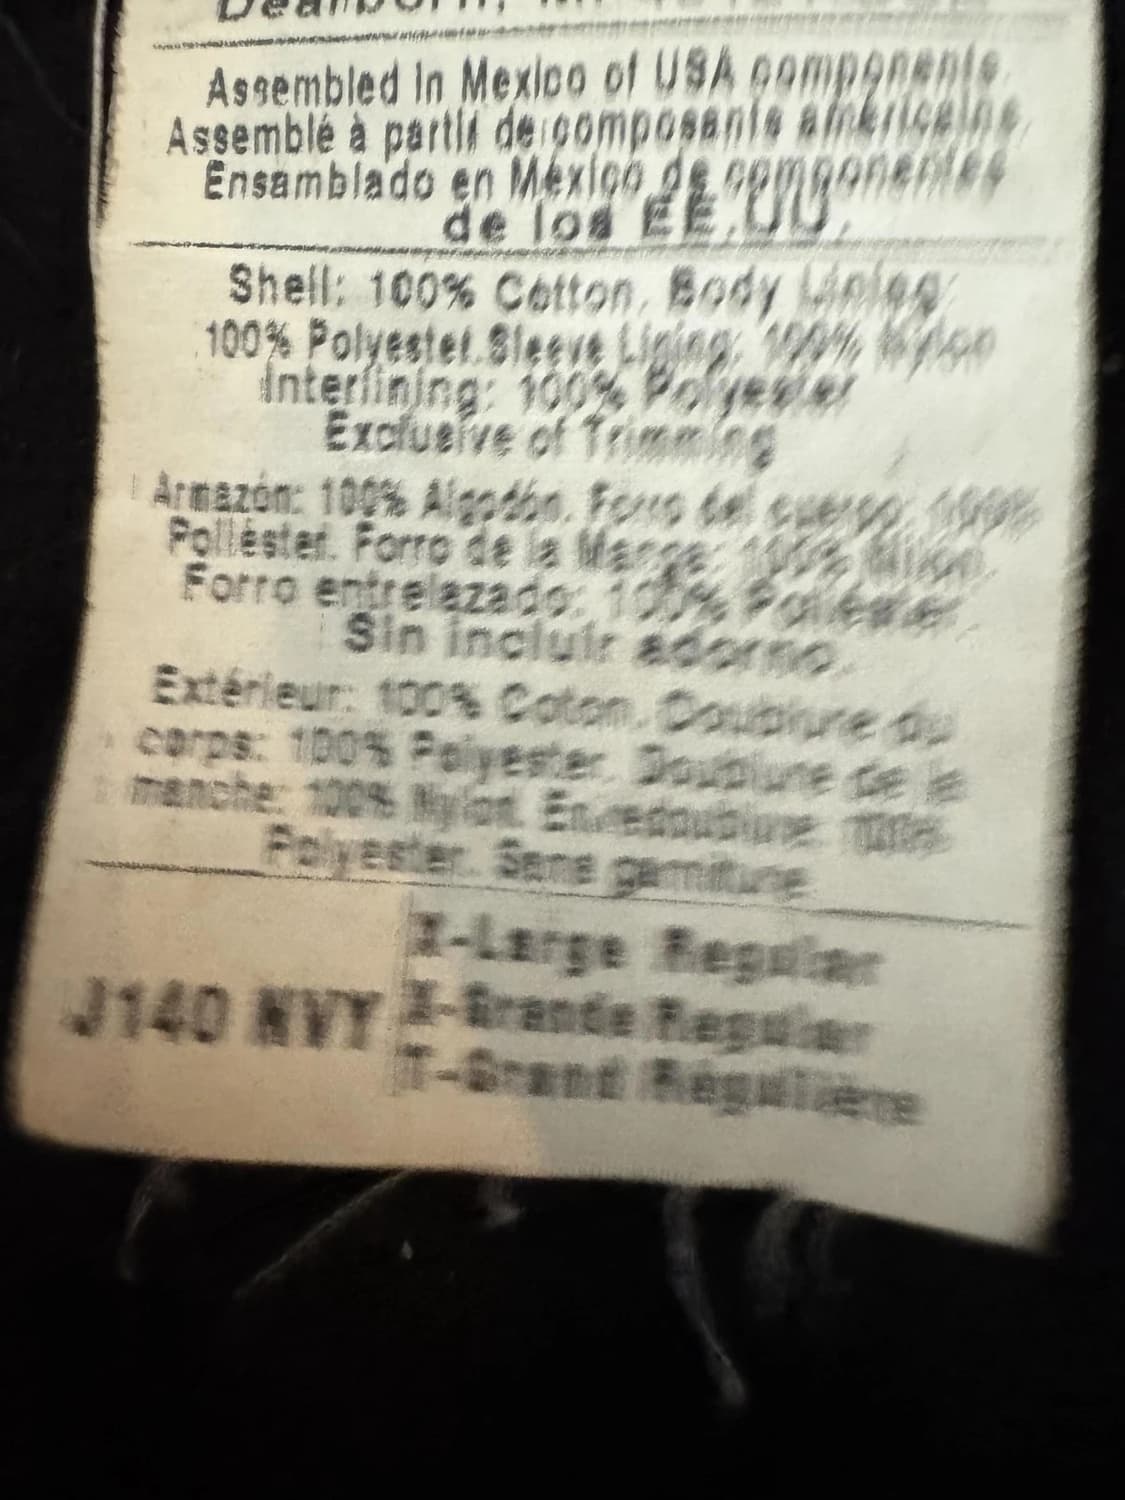 Assembled in Mexico of USA components.
Assemblé à partir de composants américains.
Ensamblado en México de componentes
de los EE.UU.
Shell: 100% Cotton. Body Lining:
100% Polyester. Sleeve Lining: 100% Nylon
Interlining: 100% Polyester
Exclusive of Trimming
Armazón: 100% Algodón. Forro del cuerpo: 100%
Poliéster. Forro de la Manga: 100% Nilon.
Forro entrelazado: 100% Poliéster.
Sin incluir adorno.
Extérieur: 100% Coton. Doublure du
corps: 100% Polyester. Doublure de la
manche: 100% Nylon. 100%
Polyester. Sans garniture
J140 NVY
X-Large Regular
X-Grande Regular
T-Grand Regulière